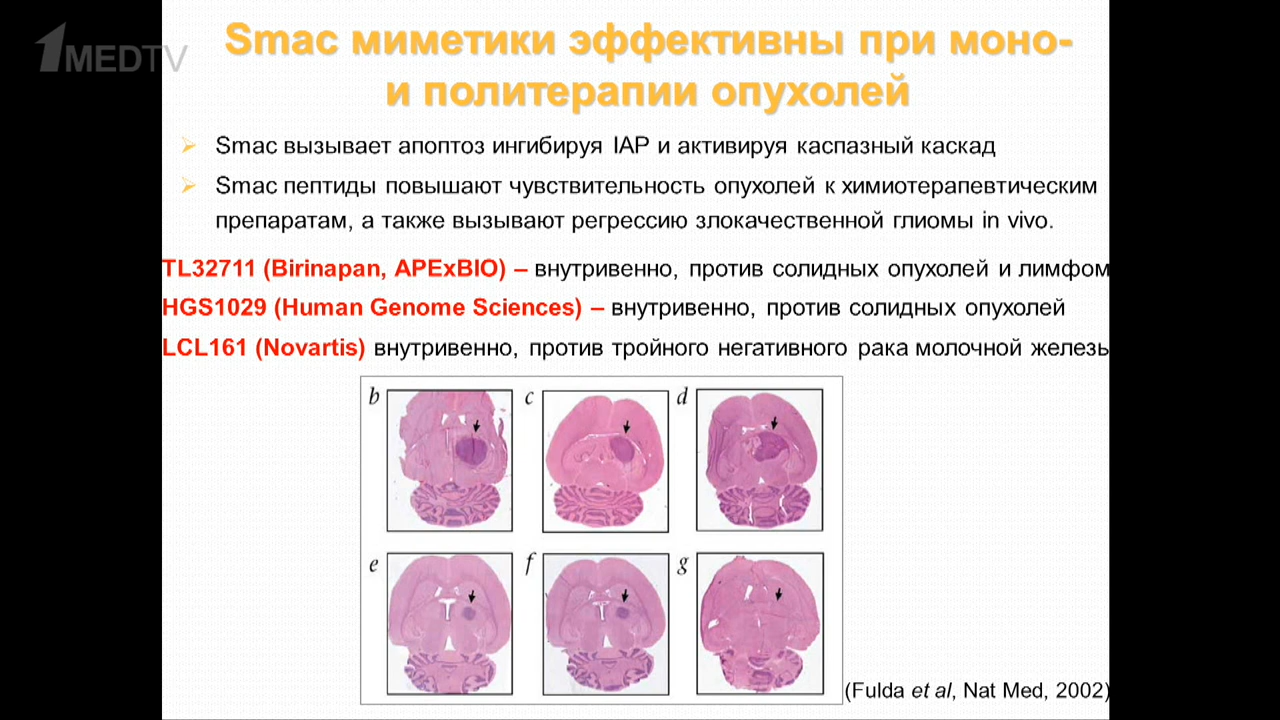 1MEDTV
Smac миметики эффективны при моно-
и политерапии опухолей
Smac вызывает апоптоз ингибируя IAP и активируя каспазный каскад
Smac пептиды повышают чувствительность опухолей к химиотерапевтическим
препаратам, а также вызывают регрессию злокачественной глиомы in vivo.
TL32711 (Birinapan, APExBIO) – внутривенно, против солидных опухолей и лимфом
HGS1029 (Human Genome Sciences) – внутривенно, против солидных опухолей
LCL161 (Novartis) внутривенно, против тройного негативного рака молочной железь
b c d
e f g
(Fulda et al, Nat Med, 2002)